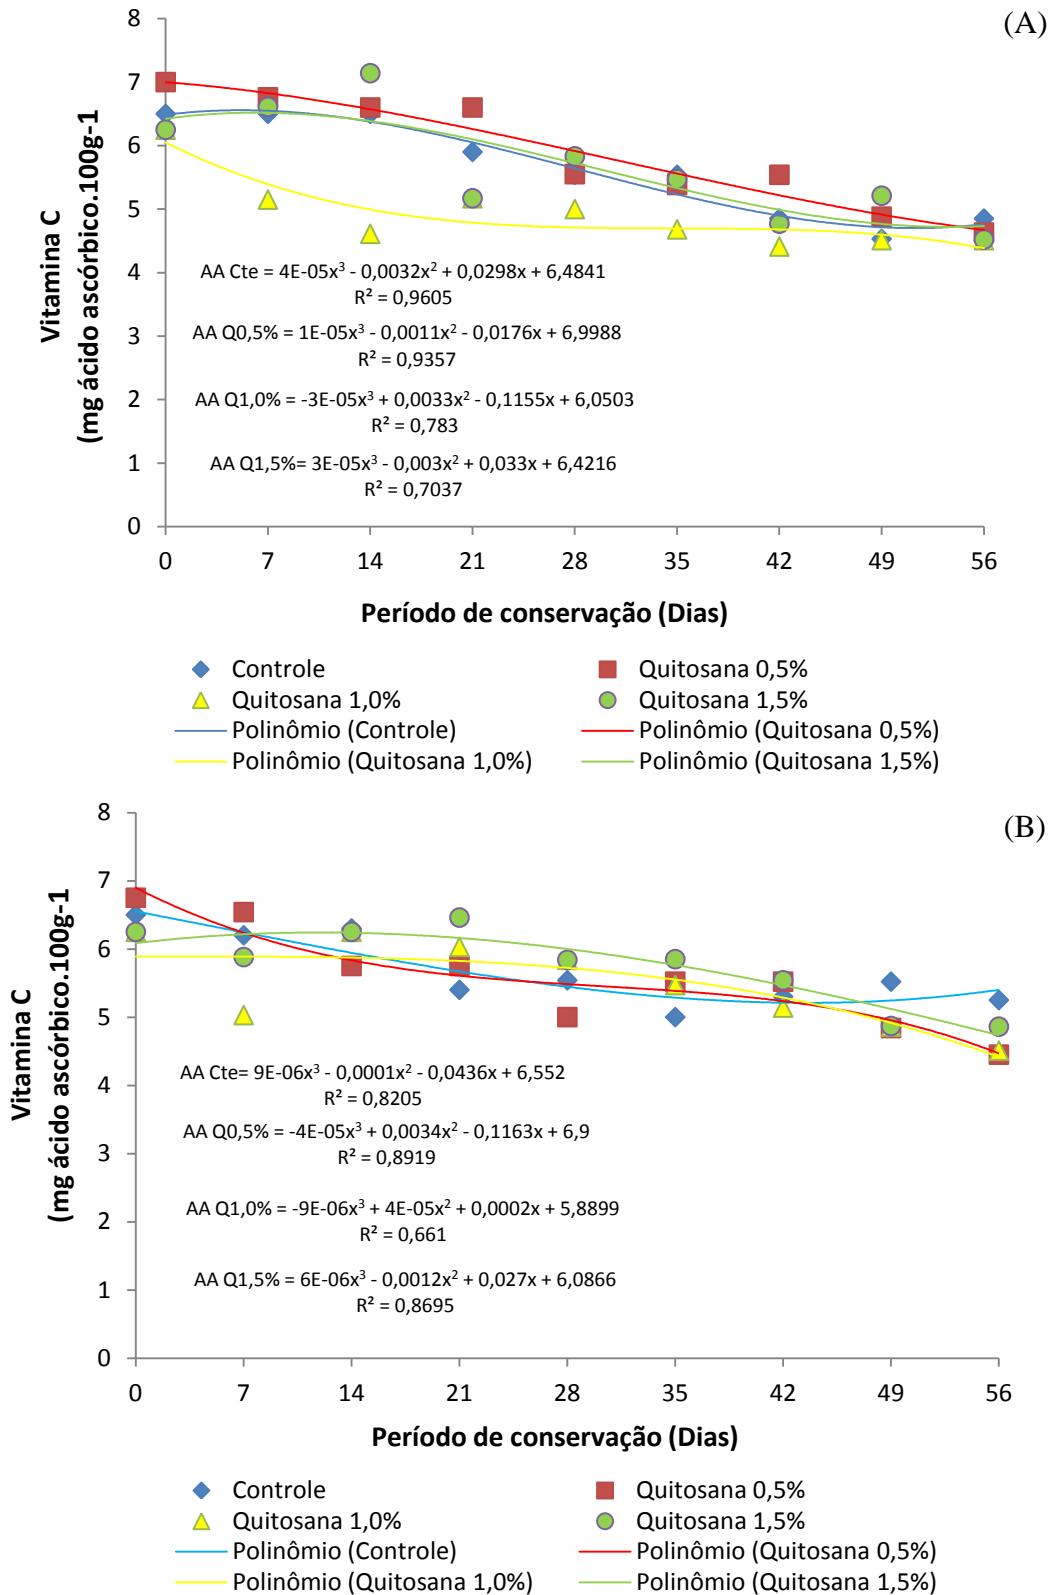 (A)
8
7
6
5
4
3
2
1
0
Vitamina C
(mg ácido ascórbico.100g-1
AA Cte = 4E-05x³ - 0,0032x² + 0,0298x + 6,4841
R² = 0,9605
AA Q0,5% = 1E-05x³ - 0,0011x² - 0,0176x + 6,9988
R² = 0,9357
AA Q1,0% = -3E-05x³ + 0,0033x² - 0,1155x + 6,0503
R² = 0,783
AA Q1,5%= 3E-05x³ - 0,003x² + 0,033x + 6,4216
R² = 0,7037
0 7 14 21 28 35 42 49 56
Período de conservação (Dias)
Controle Quitosana 0,5%
Quitosana 1,0% Quitosana 1,5%
Polinômio (Controle) Polinômio (Quitosana 0,5%)
Polinômio (Quitosana 1,0%) Polinômio (Quitosana 1,5%)
(B)
8
7
6
5
4
3
2
1
0
Vitamina C
(mg ácido ascórbico.100g-1
AA Cte= 9E-06x³ - 0,0001x² - 0,0436x + 6,552
R² = 0,8205
AA Q0,5% = -4E-05x³ + 0,0034x² - 0,1163x + 6,9
R² = 0,8919
AA Q1,0% = -9E-06x³ + 4E-05x² + 0,0002x + 5,8899
R² = 0,661
AA Q1,5% = 6E-06x³ - 0,0012x² + 0,027x + 6,0866
R² = 0,8695
0 7 14 21 28 35 42 49 56
Período de conservação (Dias)
Controle Quitosana 0,5%
Quitosana 1,0% Quitosana 1,5%
Polinômio (Controle) Polinômio (Quitosana 0,5%)
Polinômio (Quitosana 1,0%) Polinômio (Quitosana 1,5%)